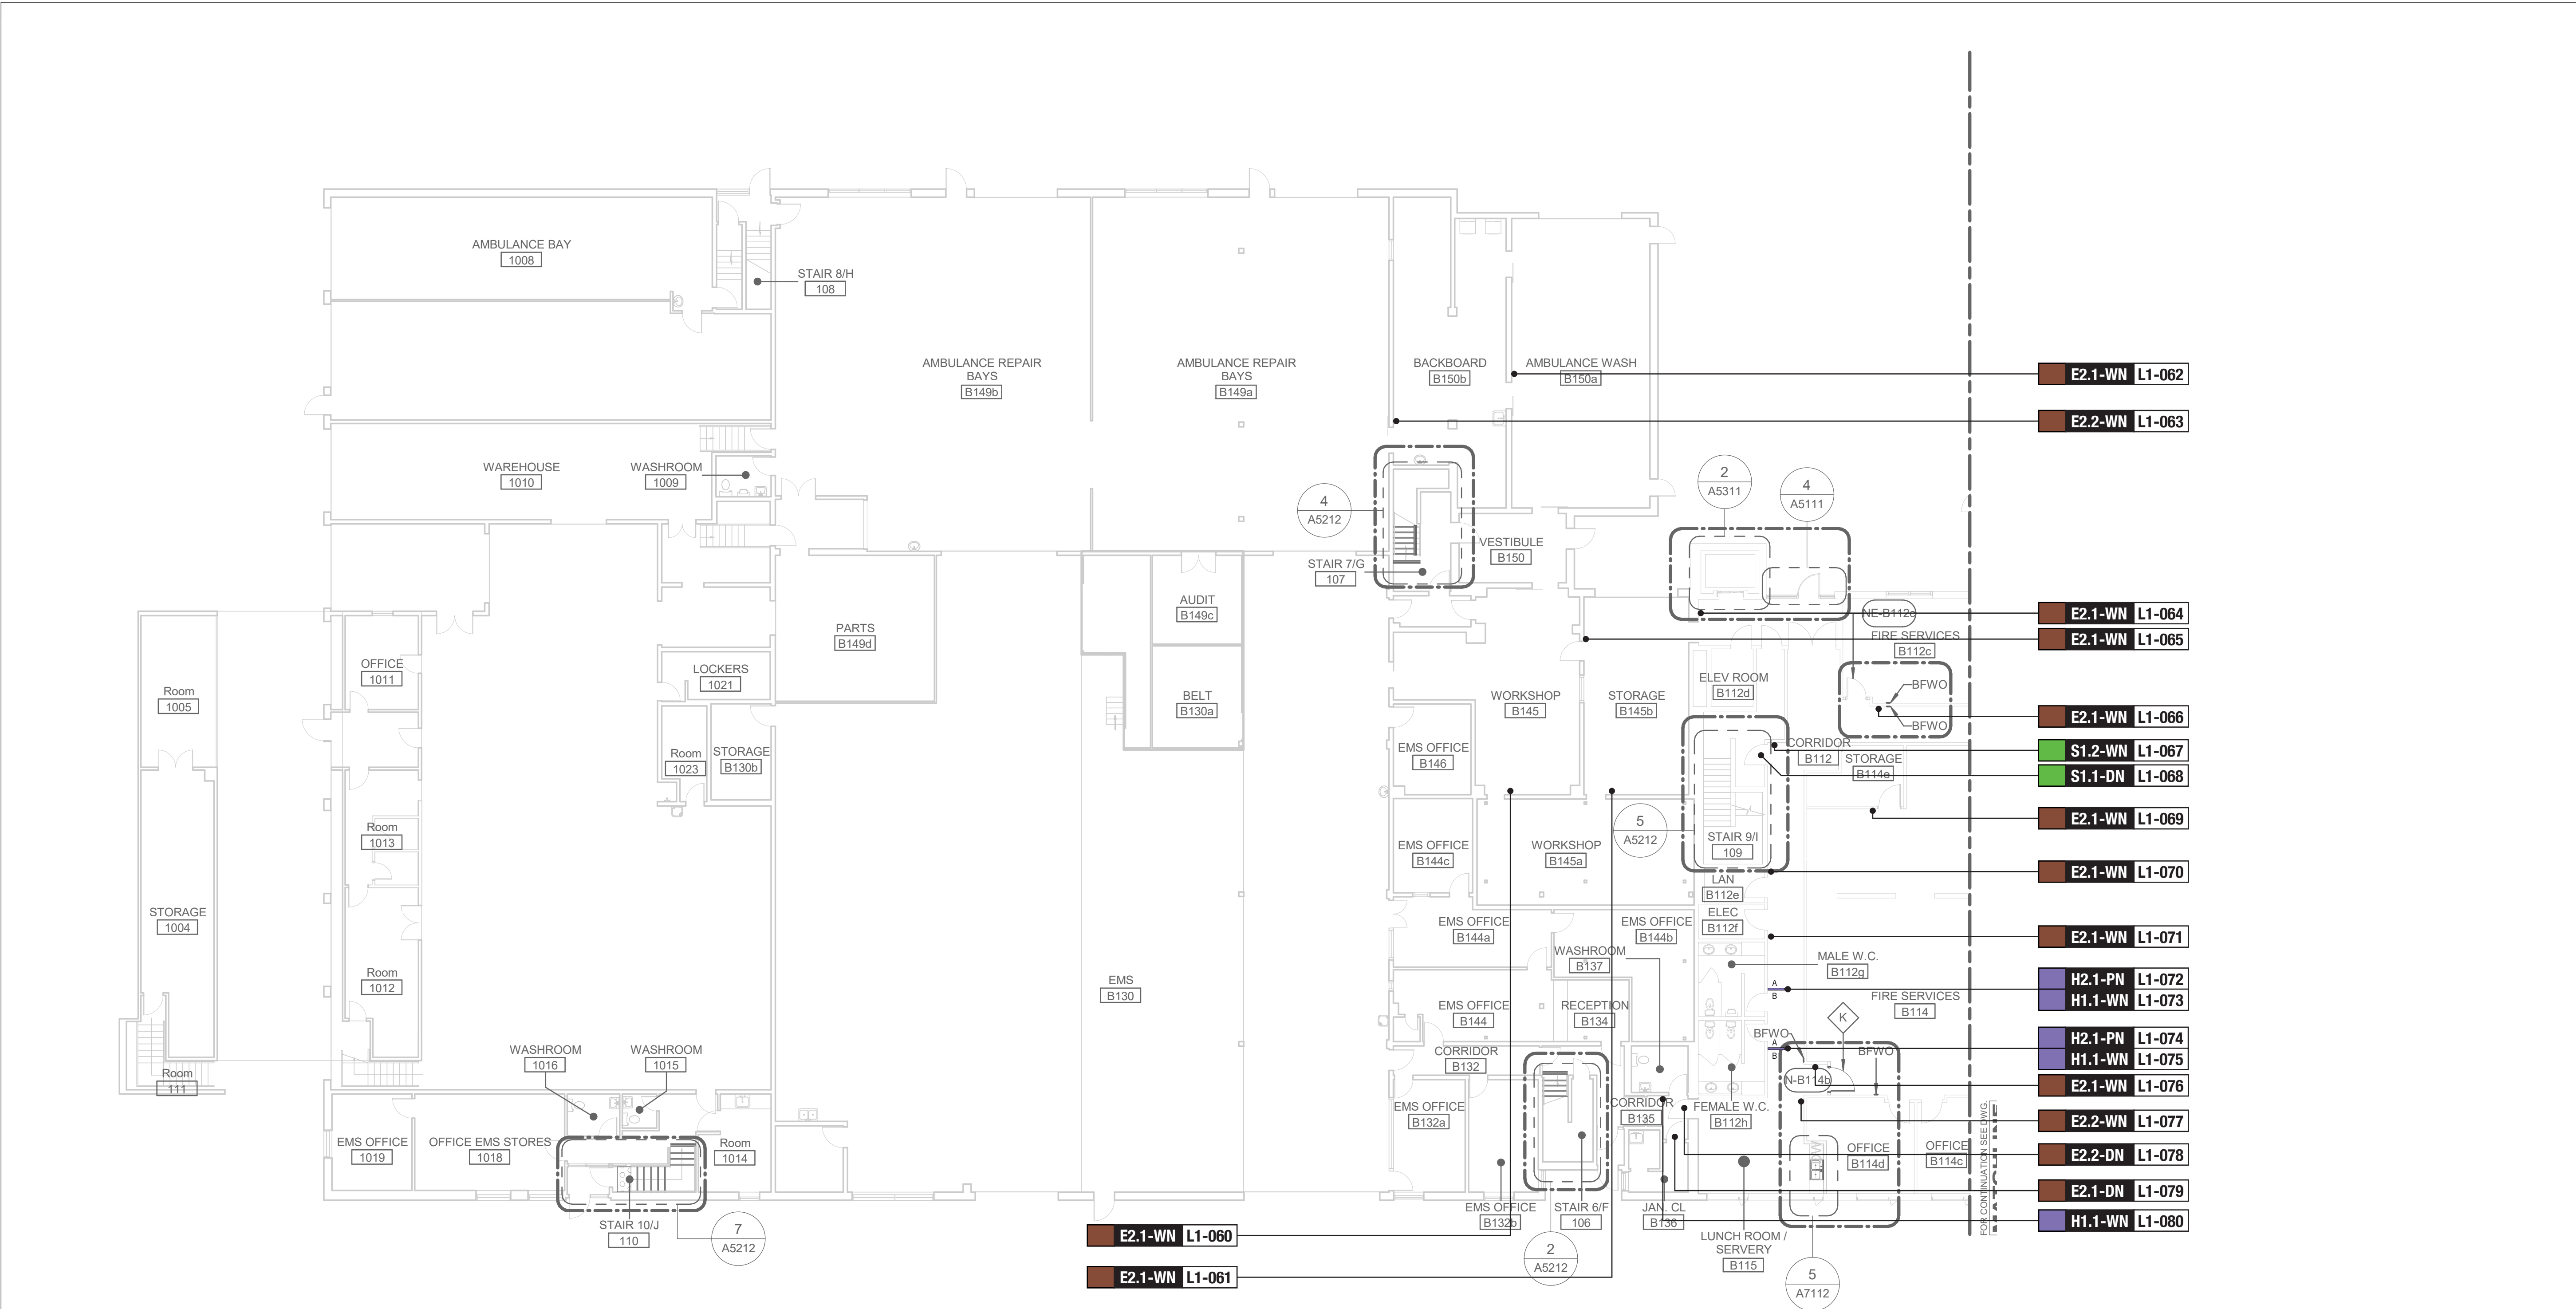 AMBULANCE BAY
1008
STAIR 8/H
108
AMBULANCE REPAIR
BAYS
B149b
AMBULANCE REPAIR
BAYS
B149a
BACKBOARD
B150b
AMBULANCE WASH
B150a
E2.1-WN L1-062
E2.2-WN L1-063
WAREHOUSE
1010
WASHROOM
1009
4
A5212
2
A5311
4
A5111
VESTIBULE
B150
STAIR 7/G
107
AUDIT
B149c
PARTS
B149d
NE-B112c
E2.1-WN L1-064
FIRE SERVICES
B112c
E2.1-WN L1-065
OFFICE
1011
LOCKERS
1021
ELEV ROOM
B112d
BFWO
BFWO
Room
1005
BELT
B130a
WORKSHOP
B145
STORAGE
B145b
E2.1-WN L1-066
Room
1023
STORAGE
B130b
EMS OFFICE
B146
CORRIDOR
B112
STORAGE
B114e
S1.2-WN L1-067
S1.1-DN L1-068
Room
1013
EMS OFFICE
B144c
WORKSHOP
B145a
5
A5212
STAIR 9/I
109
E2.1-WN L1-069
LAN
B112e
E2.1-WN L1-070
STORAGE
1004
EMS OFFICE
B144a
EMS OFFICE
B144b
ELEC
B112f
E2.1-WN L1-071
WASHROOM
B137
MALE W.C.
B112g
Room
1012
EMS
B130
A
B
H2.1-PN L1-072
H1.1-WN L1-073
EMS OFFICE
B144
RECEPTION
B134
FIRE SERVICES
B114
K
BFWO
A
B
BFWO
H2.1-PN L1-074
H1.1-WN L1-075
WASHROOM
1016
WASHROOM
1015
CORRIDOR
B132
Room
111
N-B114b
E2.1-WN L1-076
EMS OFFICE
B132a
CORRIDOR
B135
FEMALE W.C.
B112h
E2.2-WN L1-077
EMS OFFICE
1019
OFFICE EMS STORES
1018
Room
1014
OFFICE
B114d
OFFICE
B114c
FOR CONTINUATION SEE DWG.
E2.2-DN L1-078
E2.1-DN L1-079
EMS OFFICE
B132b
STAIR 6/F
106
JAN. CL
B136
H1.1-WN L1-080
STAIR 10/J
110
7
A5212
E2.1-WN L1-060
2
A5212
LUNCH ROOM /
SERVERY
B115
E2.1-WN L1-061
5
A7112